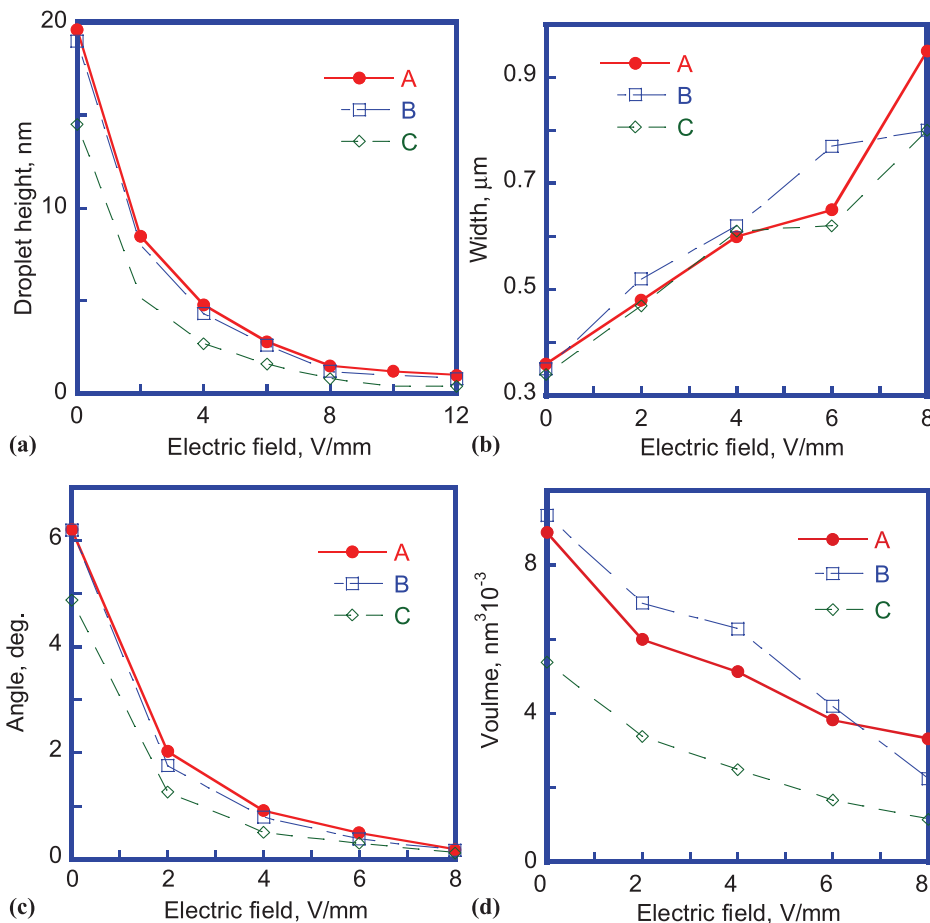 20
10
0
Droplet height, nm
A
B
C
0
4
8
12
(a)
Electric field, V/mm
0.9
0.7
0.5
0.3
Width, μm
A
B
C
0
2
4
6
8
(b)
Electric field, V/mm
6
4
2
0
Angle, deg.
A
B
C
0
2
4
6
8
(c)
Electric field, V/mm
8
4
0
Voulme, nm³10⁻³
A
B
C
0
2
4
6
8
(d)
Electric field, V/mm